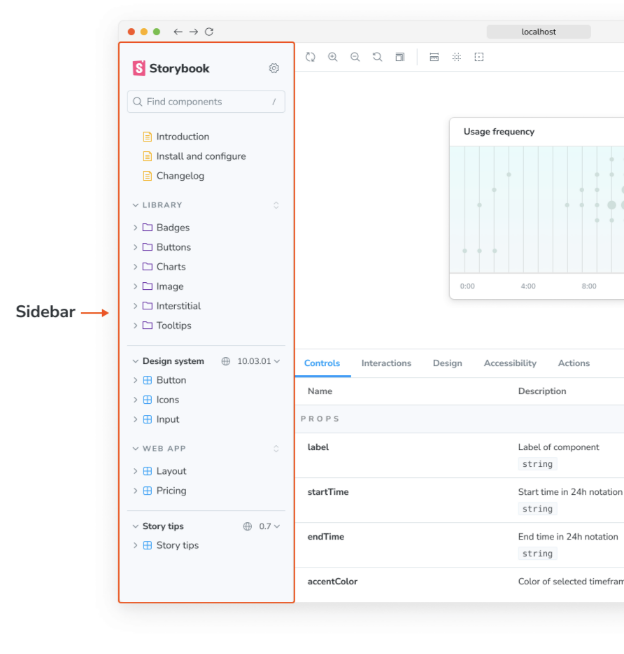 localhost
Storybook
Find components /
Introduction
Install and configure
Changelog
LIBRARY
Badges
Buttons
Charts
Image
Interstitial
Tooltips
Design system 10.03.01
Button
Icons
Input
WEB APP
Layout
Pricing
Story tips 0.7
Story tips
Sidebar
Usage frequency
0:00 4:00 8:00
Controls Interactions Design Accessibility Actions
Name Description
PROPS
label Label of component
string
startTime Start time in 24h notation
string
endTime End time in 24h notation
string
accentColor Color of selected timefram